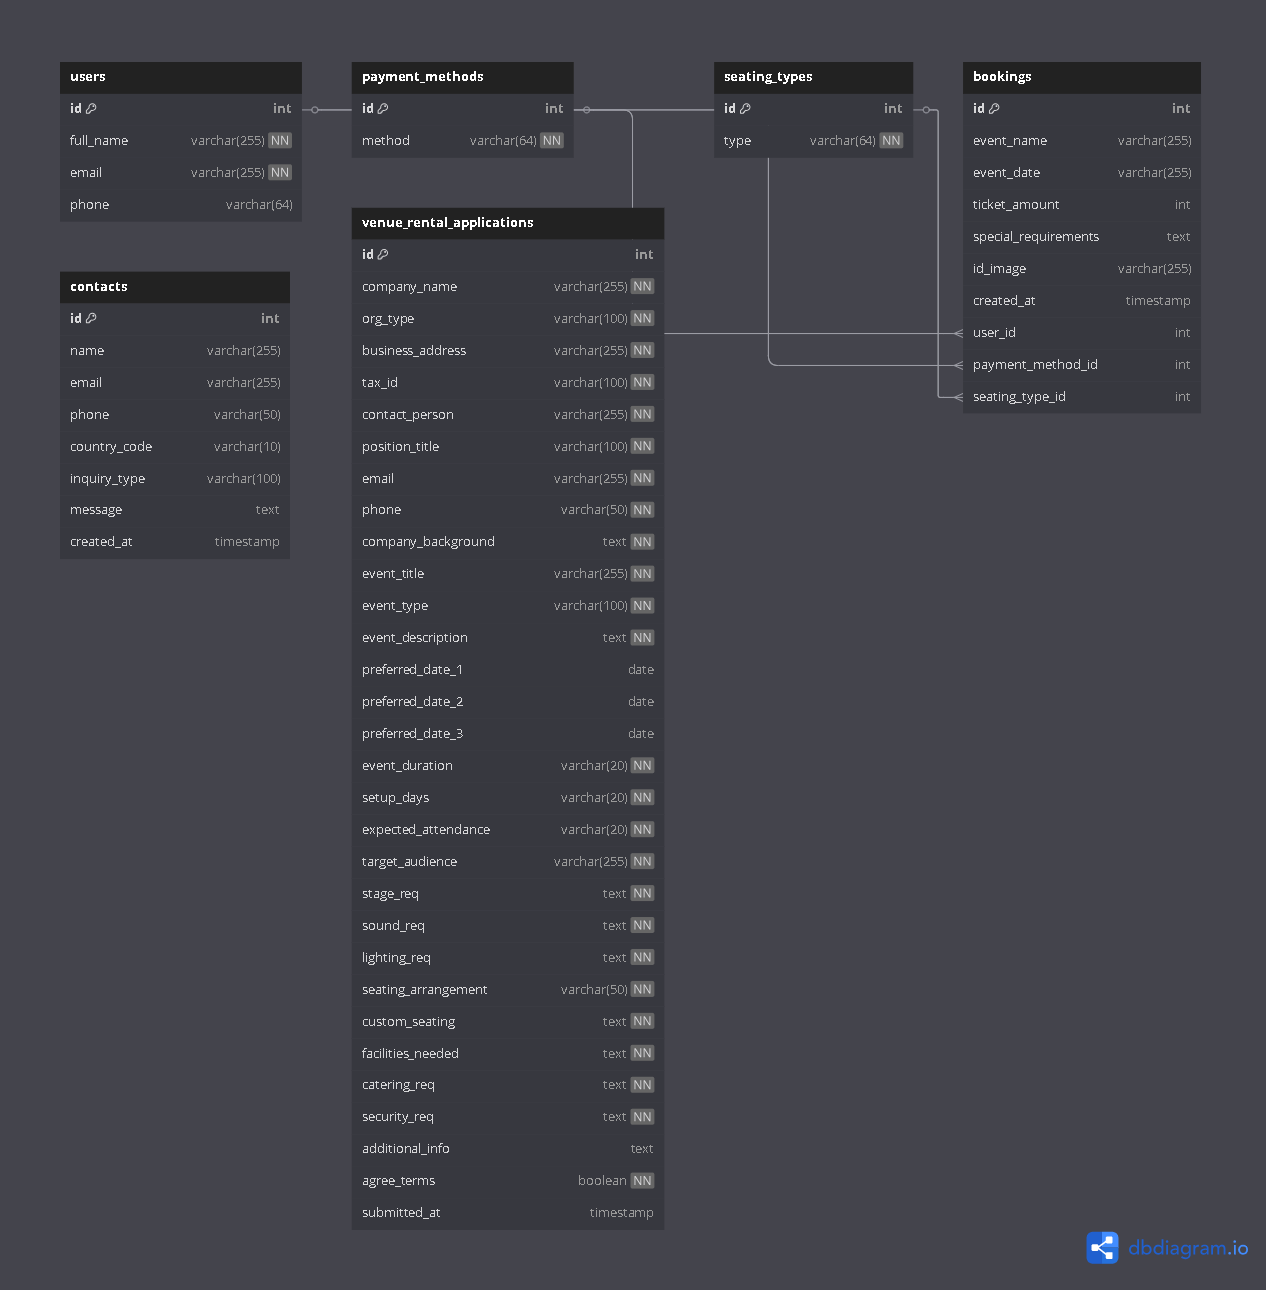 users
id int
full_name varchar(255) NN
email varchar(255) NN
phone varchar(64)
contacts
id int
name varchar(255)
email varchar(255)
phone varchar(50)
country_code varchar(10)
inquiry_type varchar(100)
message text
created_at timestamp
payment_methods
id int
method varchar(64) NN
venue_rental_applications
id int
company_name varchar(255) NN
org_type varchar(100) NN
business_address varchar(255) NN
tax_id varchar(100) NN
contact_person varchar(255) NN
position_title varchar(100) NN
email varchar(255) NN
phone varchar(50) NN
company_background text NN
event_title varchar(255) NN
event_type varchar(100) NN
event_description text NN
preferred_date_1 date
preferred_date_2 date
preferred_date_3 date
event_duration varchar(20) NN
setup_days varchar(20) NN
expected_attendance varchar(20) NN
target_audience varchar(255) NN
stage_req text NN
sound_req text NN
lighting_req text NN
seating_arrangement varchar(50) NN
custom_seating text NN
facilities_needed text NN
catering_req text NN
security_req text NN
additional_info text
agree_terms boolean NN
submitted_at timestamp
seating_types
id int
type varchar(64) NN
bookings
id int
event_name varchar(255)
event_date varchar(255)
ticket_amount int
special_requirements text
id_image varchar(255)
created_at timestamp
user_id int
payment_method_id int
seating_type_id int
dbdiagram.io